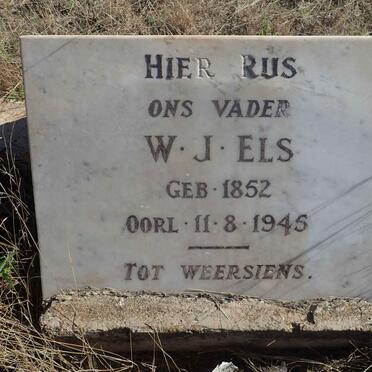 HIER RUS
ONS VADER
W · J · ELS
GEB · 1852
OORL · 11 · 8 · 1945
TOT WEERSIENS.